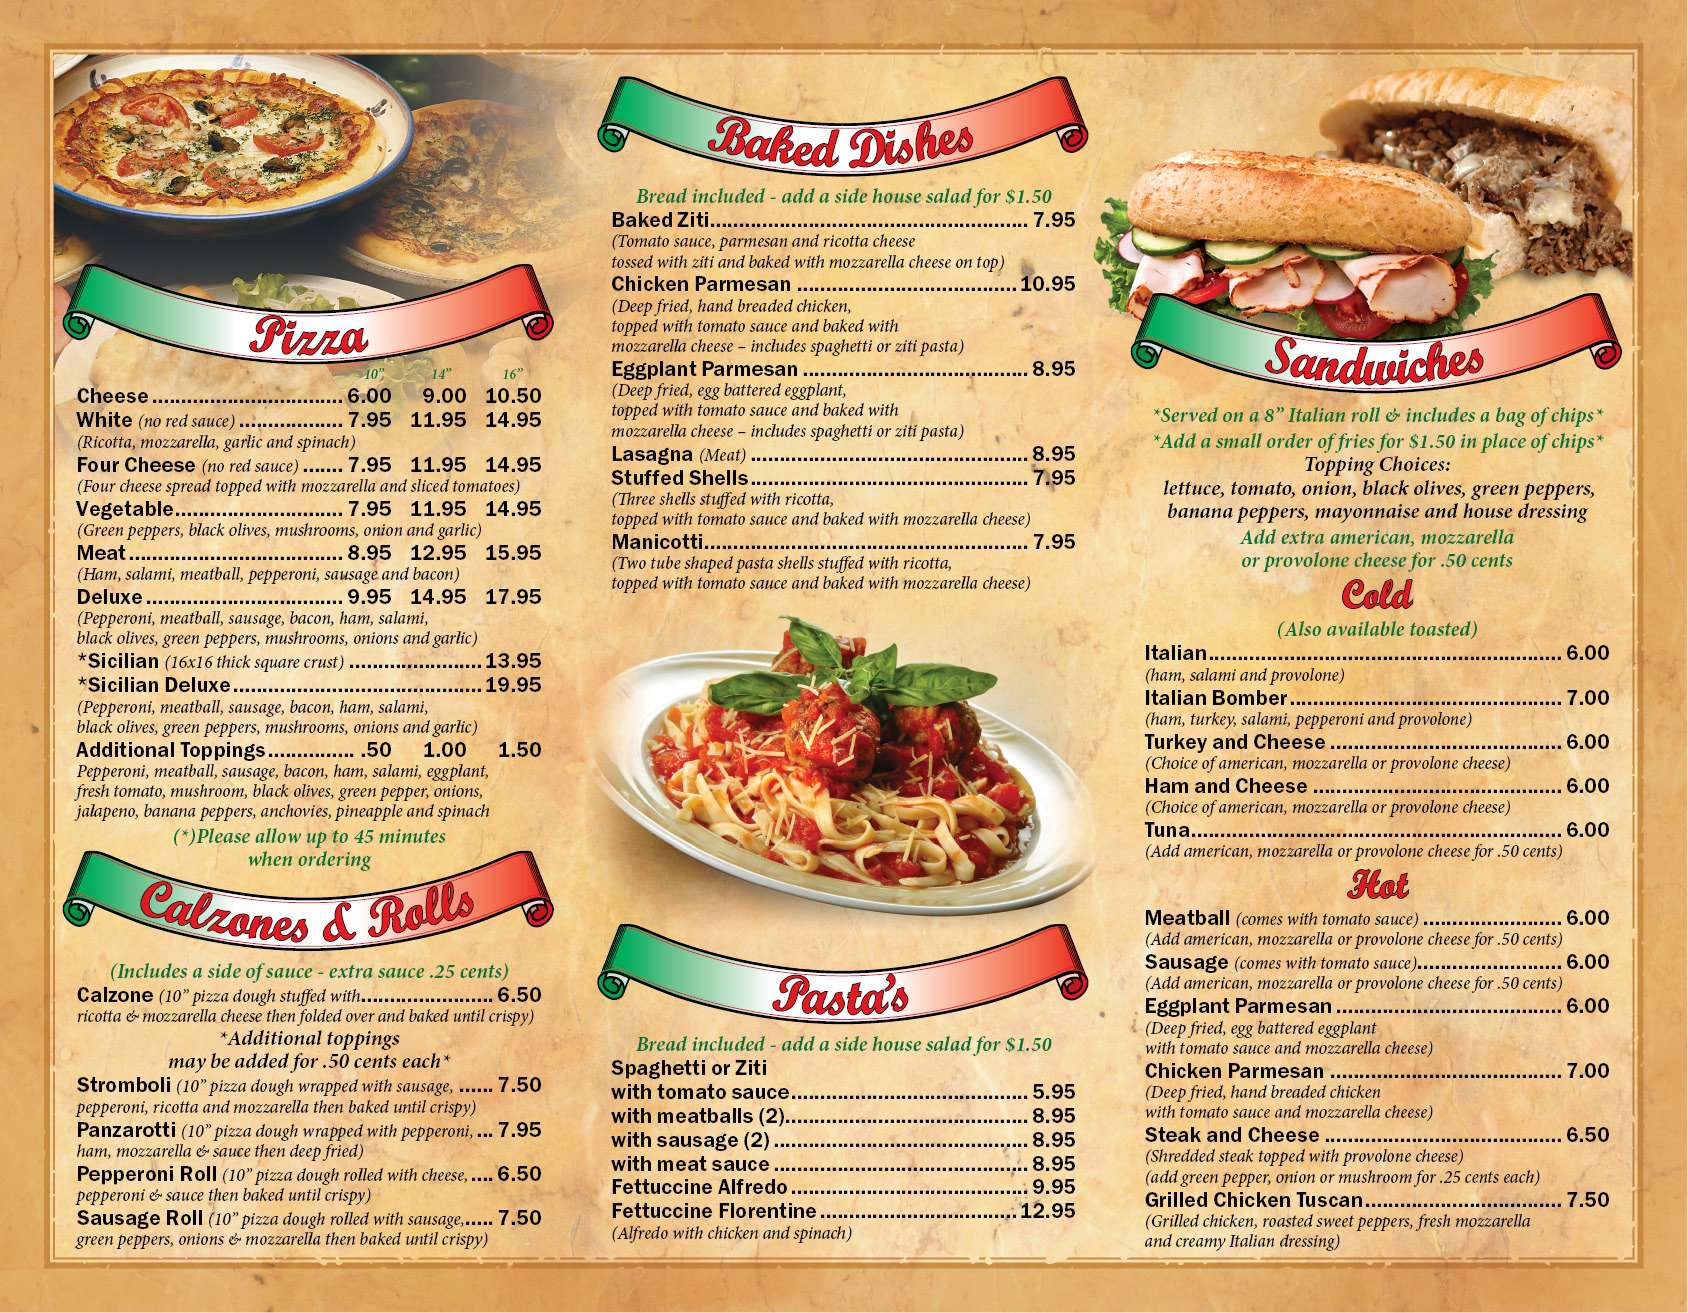 Pizza
10” 14” 16”
Cheese................................ 6.00 9.00 10.50
White (no red sauce) .................. 7.95 11.95 14.95
(Ricotta, mozzarella, garlic and spinach)
Four Cheese (no red sauce) ....... 7.95 11.95 14.95
(Four cheese spread topped with mozzarella and sliced tomatoes)
Vegetable............................. 7.95 11.95 14.95
(Green peppers, black olives, mushrooms, onion and garlic)
Meat .................................... 8.95 12.95 15.95
(Ham, salami, meatball, pepperoni, sausage and bacon)
Deluxe ................................. 9.95 14.95 17.95
(Pepperoni, meatball, sausage, bacon, ham, salami,
black olives, green peppers, mushrooms, onions and garlic)
*Sicilian (16x16 thick square crust) ....................... 13.95
*Sicilian Deluxe........................................... 19.95
(Pepperoni, meatball, sausage, bacon, ham, salami,
black olives, green peppers, mushrooms, onions and garlic)
Additional Toppings............... .50 1.00 1.50
Pepperoni, meatball, sausage, bacon, ham, salami, eggplant,
fresh tomato, mushroom, black olives, green pepper, onions,
jalapeno, banana peppers, anchovies, pineapple and spinach
(*)Please allow up to 45 minutes
when ordering
Calzones & Rolls
(Includes a side of sauce - extra sauce .25 cents)
Calzone (10” pizza dough stuffed with....................... 6.50
ricotta & mozzarella cheese then folded over and baked until crispy)
*Additional toppings
may be added for .50 cents each*
Stromboli (10” pizza dough wrapped with sausage, ...... 7.50
pepperoni, ricotta and mozzarella then baked until crispy)
Panzarotti (10” pizza dough wrapped with pepperoni, ... 7.95
ham, mozzarella & sauce then deep fried)
Pepperoni Roll (10” pizza dough rolled with cheese, .... 6.50
pepperoni & sauce then baked until crispy)
Sausage Roll (10” pizza dough rolled with sausage,..... 7.50
green peppers, onions & mozzarella then baked until crispy)
Baked Dishes
Bread included - add a side house salad for $1.50
Baked Ziti....................................................... 7.95
(Tomato sauce, parmesan and ricotta cheese
tossed with ziti and baked with mozzarella cheese on top)
Chicken Parmesan ...................................... 10.95
(Deep fried, hand breaded chicken,
topped with tomato sauce and baked with
mozzarella cheese – includes spaghetti or ziti pasta)
Eggplant Parmesan ....................................... 8.95
(Deep fried, egg battered eggplant,
topped with tomato sauce and baked with
mozzarella cheese – includes spaghetti or ziti pasta)
Lasagna (Meat) ................................................ 8.95
Stuffed Shells................................................ 7.95
(Three shells stuffed with ricotta,
topped with tomato sauce and baked with mozzarella cheese)
Manicotti........................................................ 7.95
(Two tube shaped pasta shells stuffed with ricotta,
topped with tomato sauce and baked with mozzarella cheese)
Pasta's
Bread included - add a side house salad for $1.50
Spaghetti or Ziti
with tomato sauce......................................... 5.95
with meatballs (2).......................................... 8.95
with sausage (2) ............................................ 8.95
with meat sauce ............................................ 8.95
Fettuccine Alfredo ......................................... 9.95
Fettuccine Florentine .................................. 12.95
(Alfredo with chicken and spinach)
Sandwiches
*Served on a 8” Italian roll & includes a bag of chips*
*Add a small order of fries for $1.50 in place of chips*
Topping Choices:
lettuce, tomato, onion, black olives, green peppers,
banana peppers, mayonnaise and house dressing
Add extra american, mozzarella
or provolone cheese for .50 cents
Cold
(Also available toasted)
Italian............................................................. 6.00
(ham, salami and provolone)
Italian Bomber............................................... 7.00
(ham, turkey, salami, pepperoni and provolone)
Turkey and Cheese ........................................ 6.00
(Choice of american, mozzarella or provolone cheese)
Ham and Cheese ........................................... 6.00
(Choice of american, mozzarella or provolone cheese)
Tuna................................................................ 6.00
(Add american, mozzarella or provolone cheese for .50 cents)
Hot
Meatball (comes with tomato sauce) ........................ 6.00
(Add american, mozzarella or provolone cheese for .50 cents)
Sausage (comes with tomato sauce)......................... 6.00
(Add american, mozzarella or provolone cheese for .50 cents)
Eggplant Parmesan ....................................... 6.00
(Deep fried, egg battered eggplant
with tomato sauce and mozzarella cheese)
Chicken Parmesan ........................................ 7.00
(Deep fried, hand breaded chicken
with tomato sauce and mozzarella cheese)
Steak and Cheese ......................................... 6.50
(Shredded steak topped with provolone cheese)
(add green pepper, onion or mushroom for .25 cents each)
Grilled Chicken Tuscan.................................. 7.50
(Grilled chicken, roasted sweet peppers, fresh mozzarella
and creamy Italian dressing)